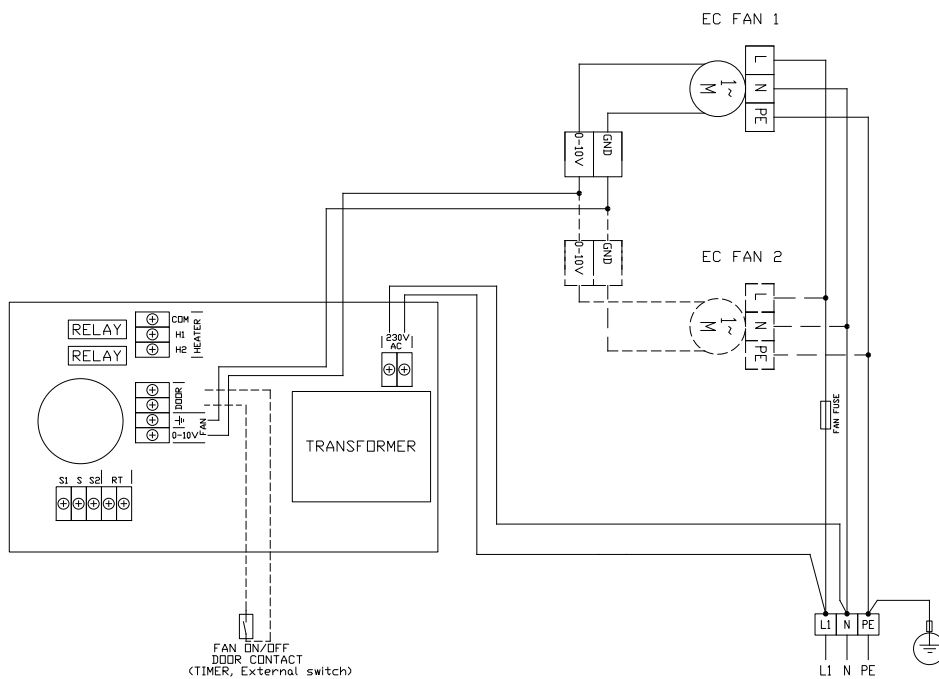 EC FAN 1
L
N
PE
1~
M
0-10V
GND
EC FAN 2
L
N
PE
1~
M
0-10V
GND
RELAY
RELAY
COM
H1
H2
HEATER
230V
AC
DOOR
FAN
0-10V
TRANSFORMER
S1 S S2 RT
FAN FUSE
L1 N PE
L1 N PE
FAN ON/OFF
DOOR CONTACT
(TIMER, External switch)